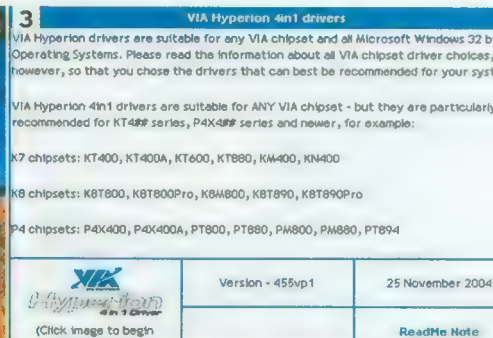 3
VIA Hyperion 4in1 drivers
VIA Hyperion drivers are suitable for any VIA chipset and all Microsoft Windows 32 b
Operating Systems. Please read the information about all VIA chipset driver choices,
however, so that you chose the drivers that can best be recommended for your syst
VIA Hyperion 4in1 drivers are suitable for ANY VIA chipset - but they are particularly
recommended for KT4## series, P4X4## series and newer, for example:
K7 chipsets: KT400, KT400A, KT600, KT880, KM400, KN400
K8 chipsets: K8T800, K8T800Pro, K8M800, K8T890, K8T890Pro
P4 chipsets: P4X400, P4X400A, PT800, PT880, PM800, PM880, PT894
VIA
Hyperion
4 in 1 Driver
Version - 455vp1
25 November 2004
(Click image to begin
ReadMe Note